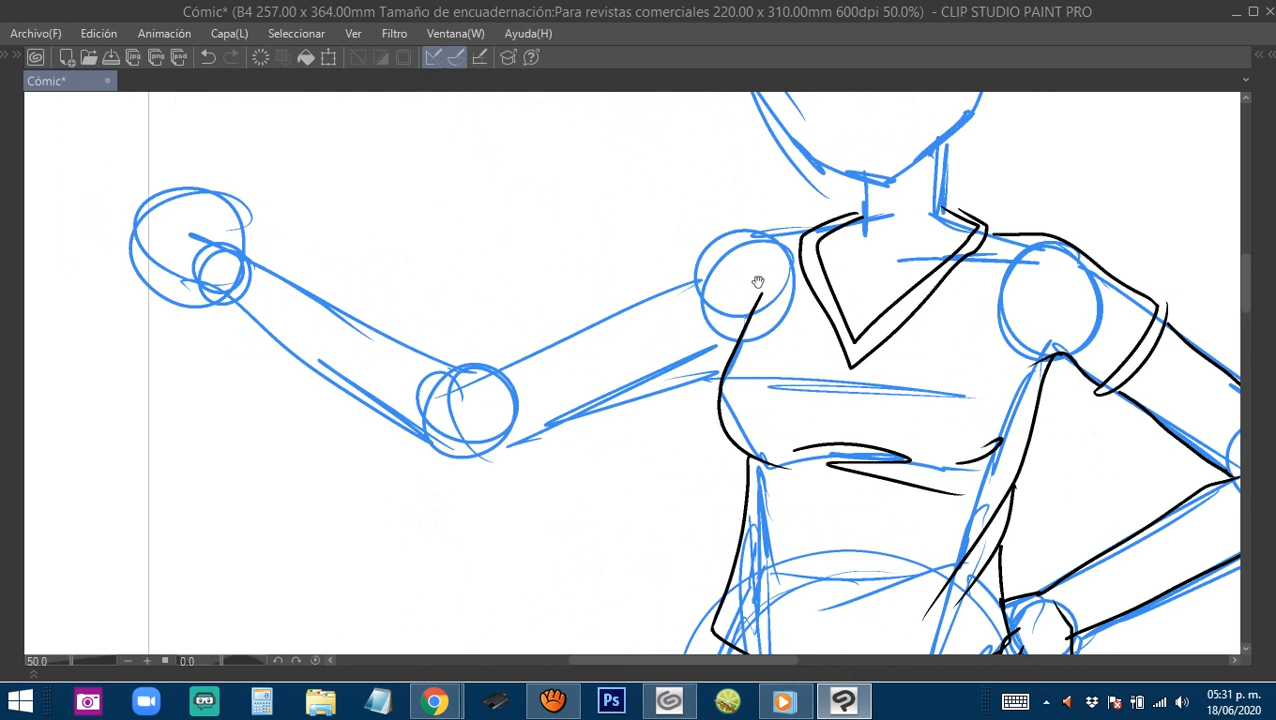 Cómic* (B4 257.00 x 364.00mm Tamaño de encuadernación:Para revistas comerciales 220.00 x 310.00mm 600dpi 50.0%) - CLIP STUDIO PAINT PRO
Archivo(F) Edición Animación Capa(L) Seleccionar Ver Filtro Ventana(W) Ayuda(H)
Cómic*
50.0 0.0
Ps
05:31 p. m.
18/06/2020